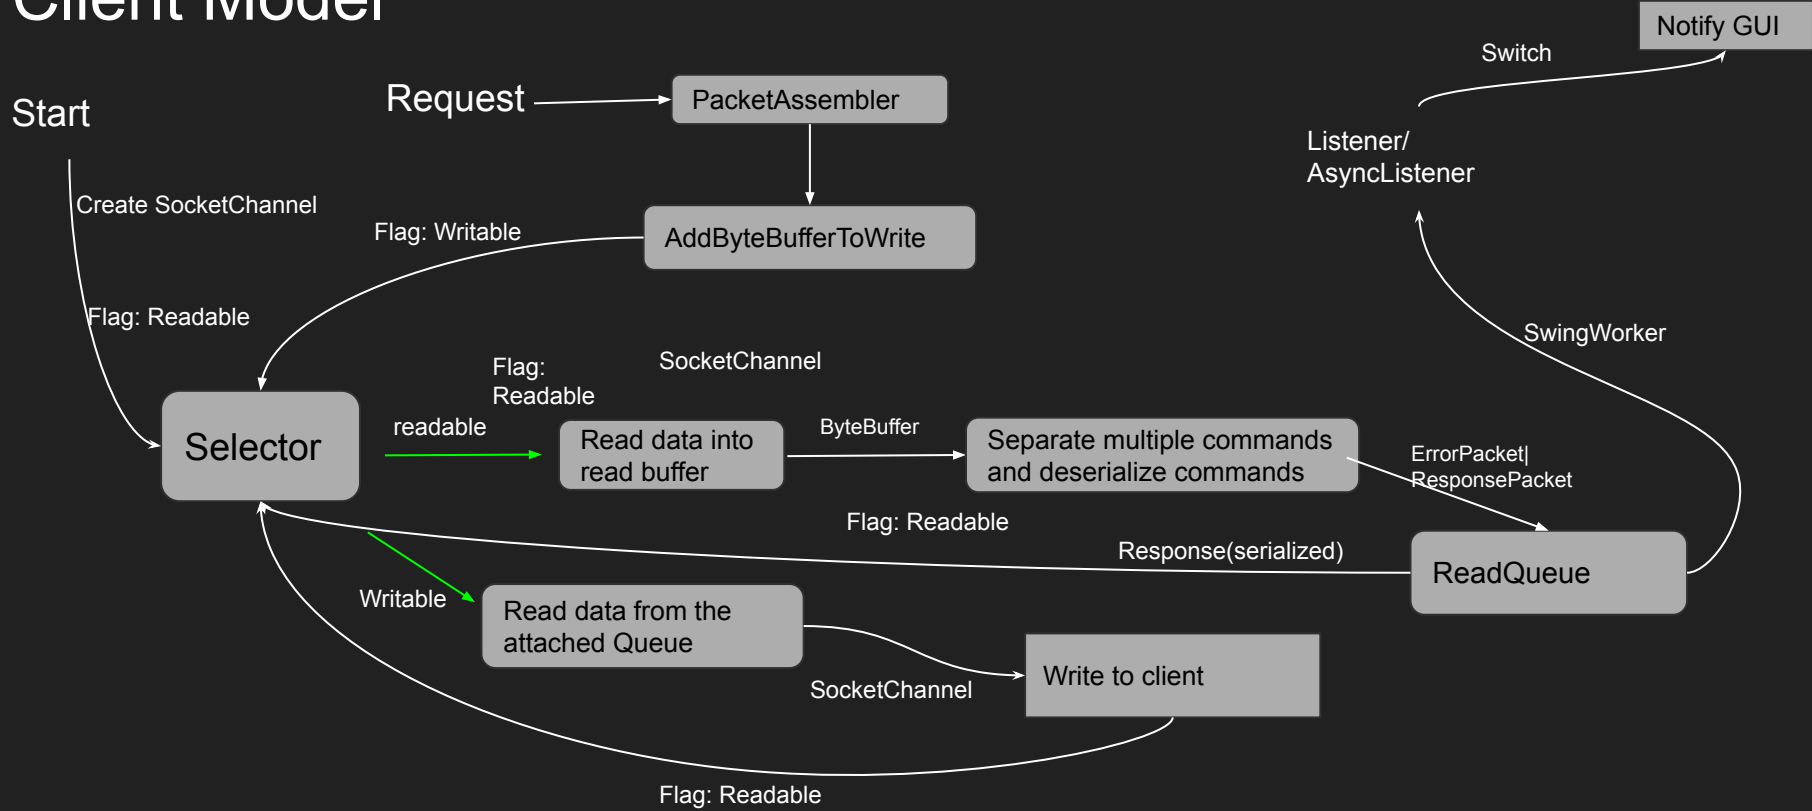 Client Model
Notify GUI
Switch
Start
Request
PacketAssembler
Listener/
AsyncListener
Create SocketChannel
Flag: Writable
AddByteBufferToWrite
Flag: Readable
SwingWorker
Flag:
Readable
SocketChannel
Selector
readable
Read data into
read buffer
ByteBuffer
Separate multiple commands
and deserialize commands
ErrorPacket|
ResponsePacket
Flag: Readable
Response(serialized)
ReadQueue
Writable
Read data from the
attached Queue
SocketChannel
Write to client
Flag: Readable